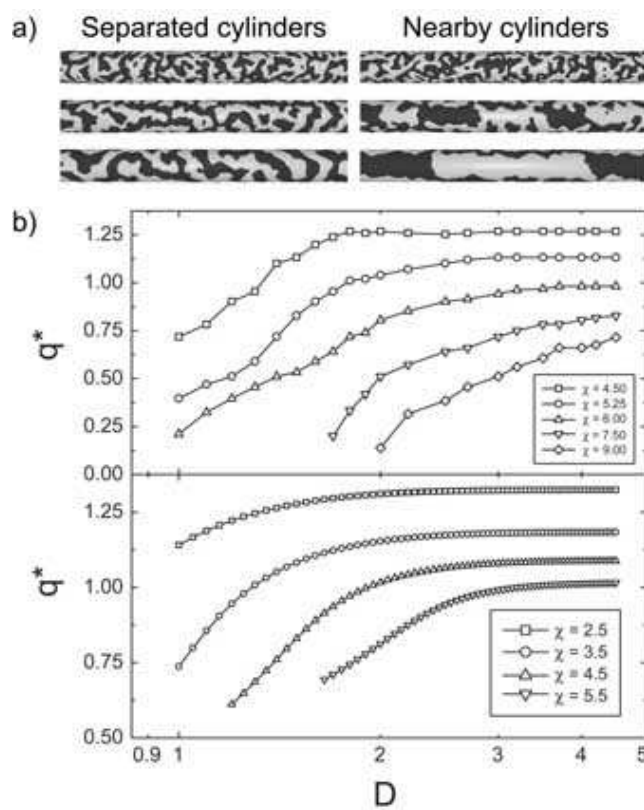 a) Separated cylinders Nearby cylinders
b)
1.25
1.00
q*
0.75
0.50
0.25
0.00
χ = 4.50
χ = 5.25
χ = 6.00
χ = 7.50
χ = 9.00
1.25
q*
1.00
0.75
0.50
χ = 2.5
χ = 3.5
χ = 4.5
χ = 5.5
0.9 1 2 3 4 5
D